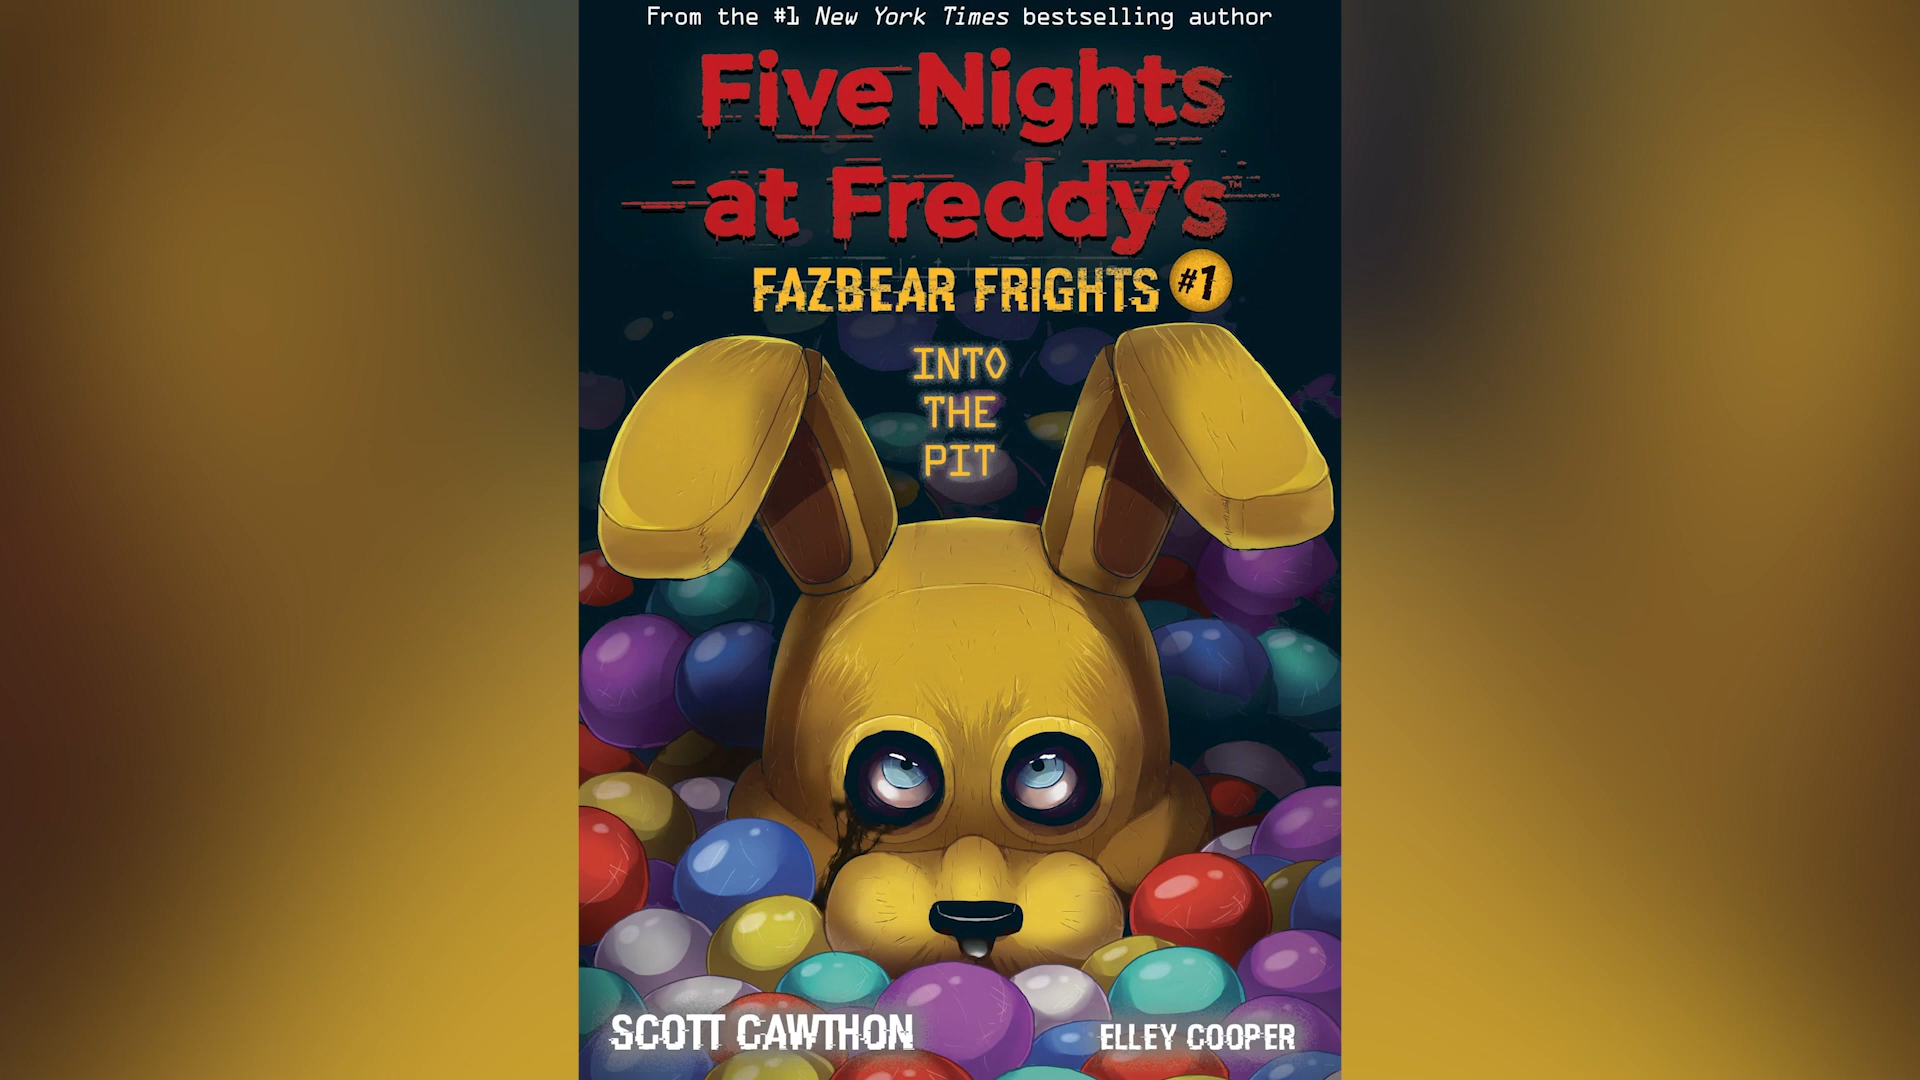 From the #1 New York Times bestselling author
Five Nights
at Freddy's™
FAZBEAR FRIGHTS #1
INTO
THE
PIT
SCOTT CAWTHON ELLEY COOPER